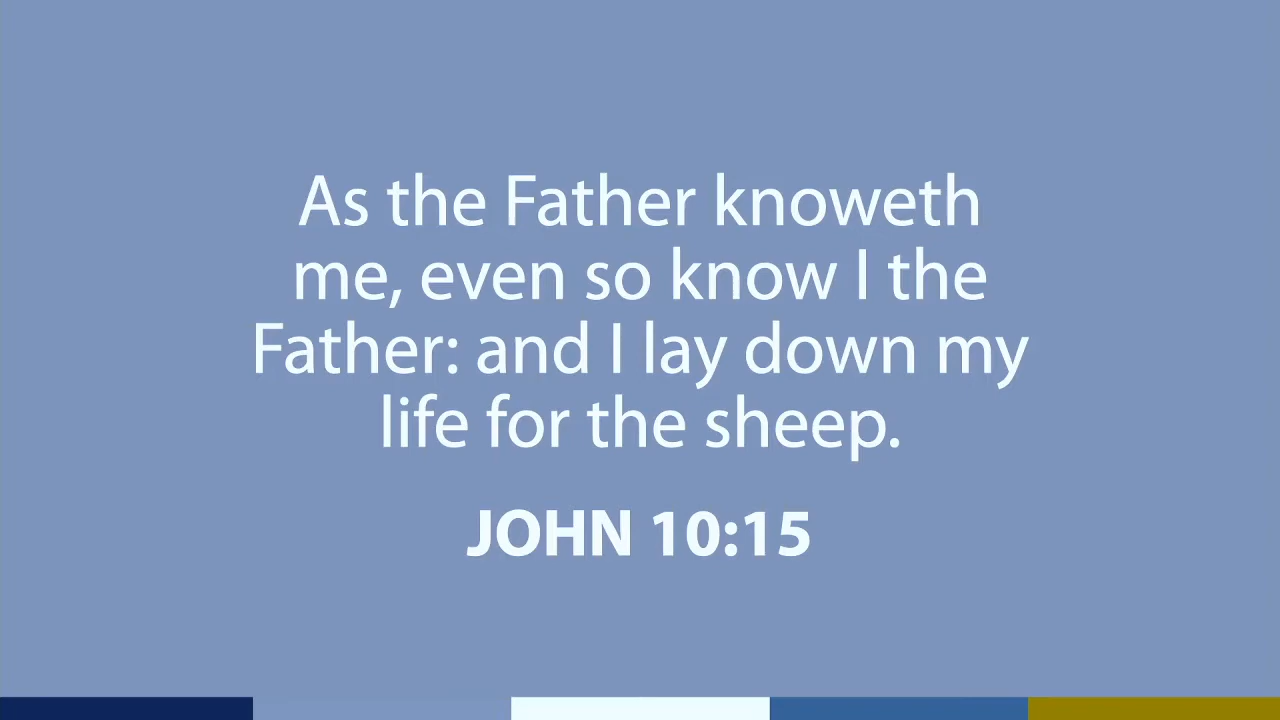 As the Father knoweth
me, even so know I the
Father: and I lay down my
life for the sheep.
JOHN 10:15